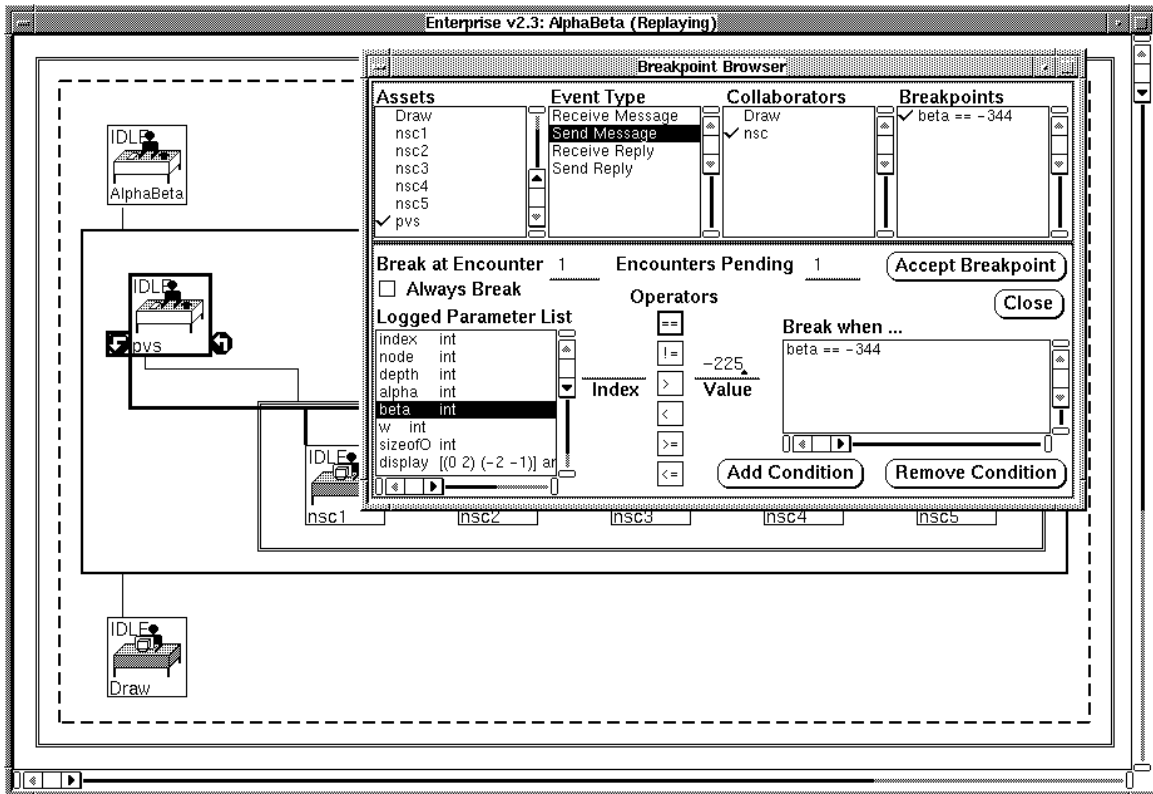 Enterprise v2.3: AlphaBeta (Replaying)
Breakpoint Browser
Assets
Draw
nsc1
nsc2
nsc3
nsc4
nsc5
pvs
Event Type
Receive Message
Send Message
Receive Reply
Send Reply
Collaborators
Draw
nsc
Breakpoints
beta == -344
Break at Encounter 1
Encounters Pending 1
Accept Breakpoint
Always Break
Close
Logged Parameter List
index int
node int
depth int
alpha int
beta int
w int
sizeofO int
display [(0 2) (-2 -1)] ar
Index
Operators
==
!=
>
<
>=
<=
-225
Value
Break when ...
beta == -344
Add Condition
Remove Condition
IDLE
AlphaBeta
IDLE
pvs
IDLE
nsc1
nsc2
nsc3
nsc4
nsc5
IDLE
Draw